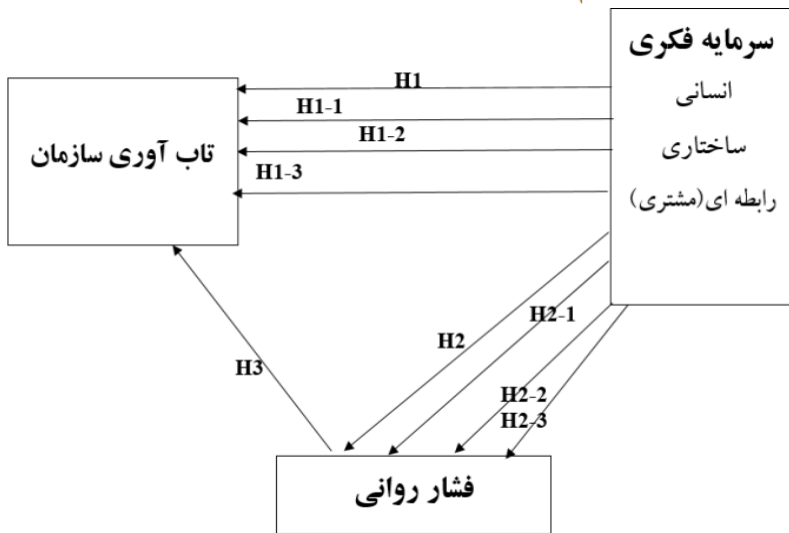 سرمایه فکری
انسانی
ساختاری
رابطه ای(مشتری)
H1
H1-1
H1-2
H1-3
تاب آوری سازمان
H2-1
H2
H3
H2-2
H2-3
فشار روانی